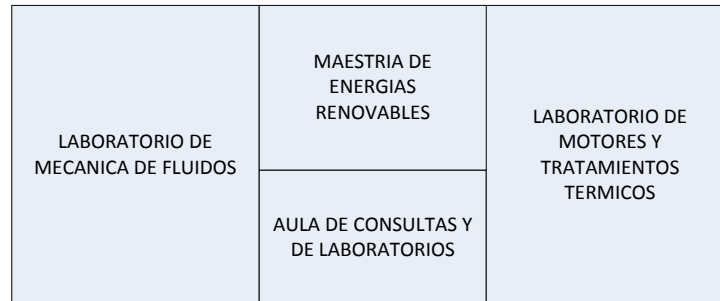 LABORATORIO DE
MECANICA DE FLUIDOS
MAESTRIA DE
ENERGIAS
RENOVABLES
AULA DE CONSULTAS Y
DE LABORATORIOS
LABORATORIO DE
MOTORES Y
TRATAMIENTOS
TERMICOS